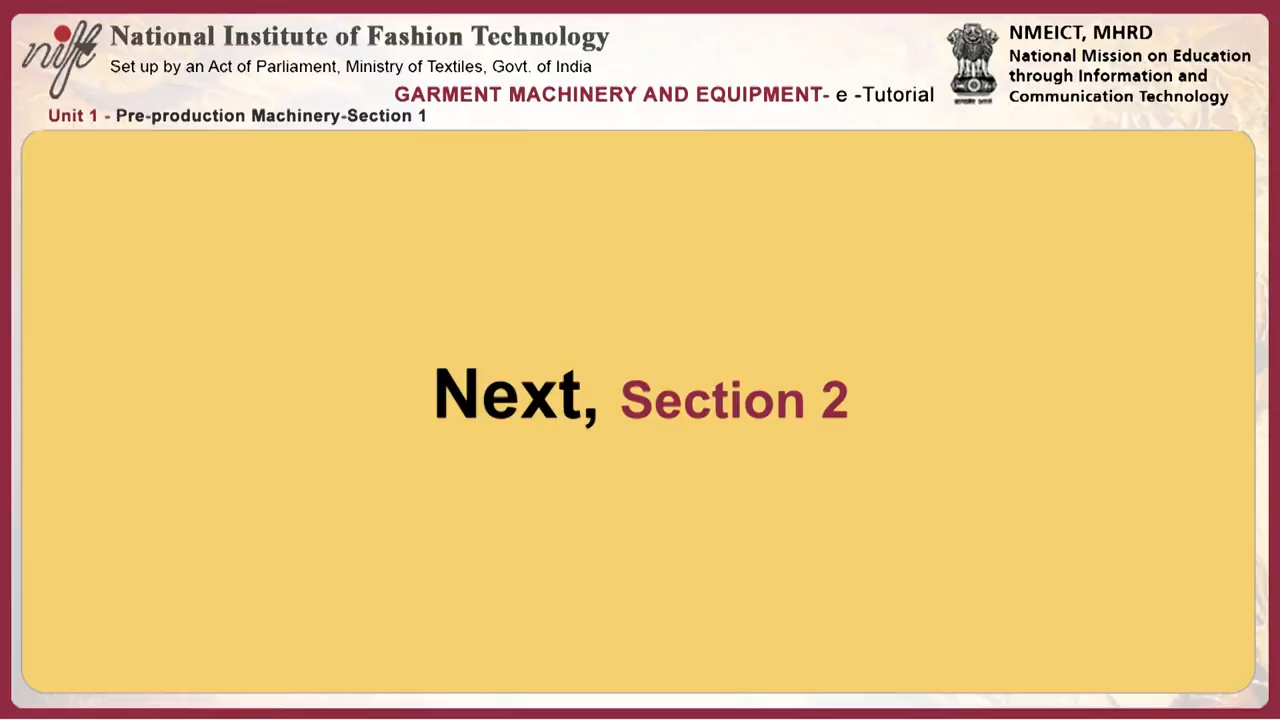 nift National Institute of Fashion Technology
Set up by an Act of Parliament, Ministry of Textiles, Govt. of India
GARMENT MACHINERY AND EQUIPMENT- e -Tutorial
NMEICT, MHRD
National Mission on Education
through Information and
Communication Technology
Unit 1 - Pre-production Machinery-Section 1
Next, Section 2